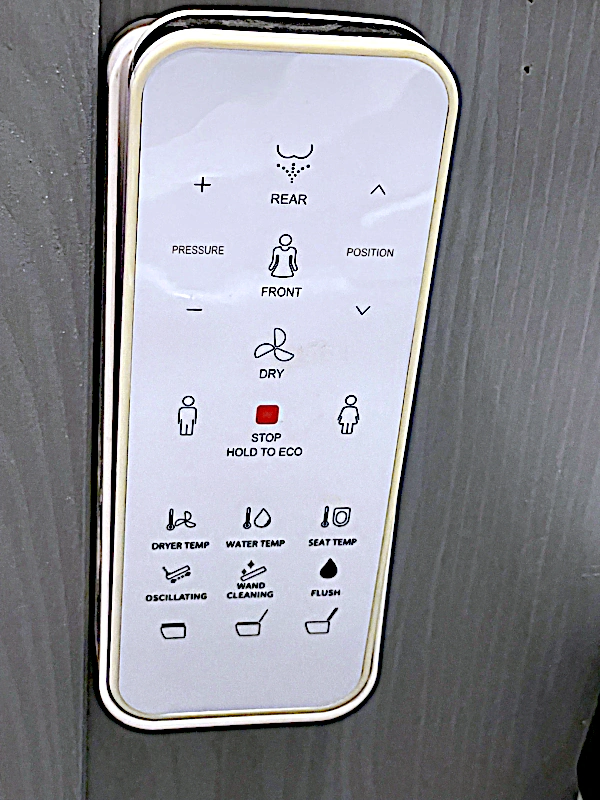 +
REAR
PRESSURE
POSITION
FRONT
-
DRY
STOP
HOLD TO ECO
DRYER TEMP
WATER TEMP
SEAT TEMP
OSCILLATING
WAND
CLEANING
FLUSH